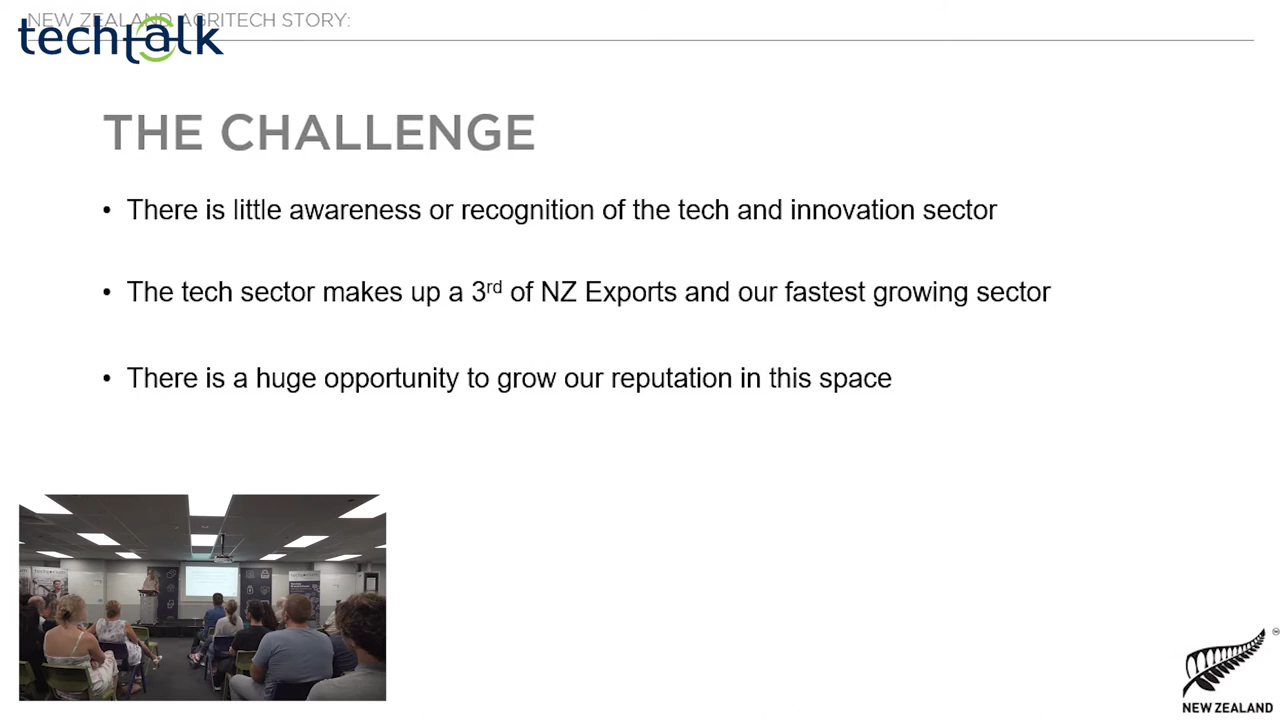 NEW ZEALAND AGRITECH STORY:
techtalk
THE CHALLENGE
• There is little awareness or recognition of the tech and innovation sector
• The tech sector makes up a 3rd of NZ Exports and our fastest growing sector
• There is a huge opportunity to grow our reputation in this space
NEW ZEALAND